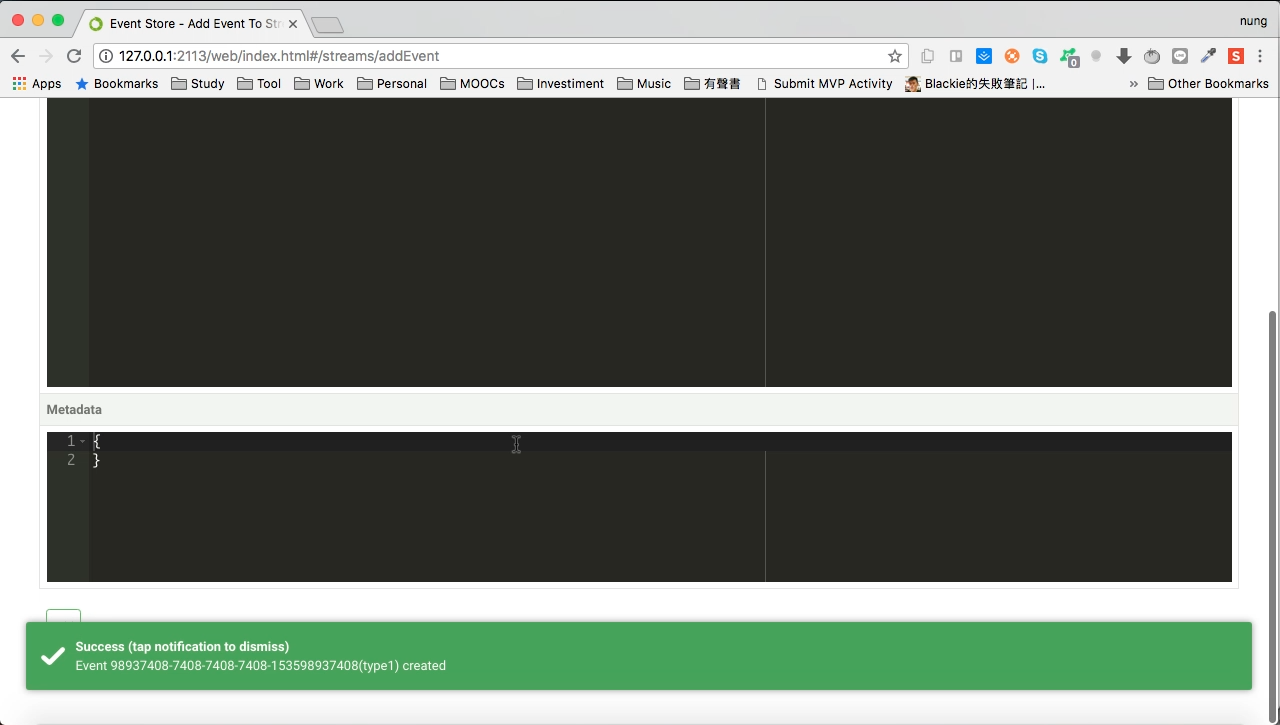 Event Store - Add Event To Str
nung
127.0.0.1:2113/web/index.html#/streams/addEvent
0
S
Apps Bookmarks Study Tool Work Personal MOOCs Investiment Music 有聲書 Submit MVP Activity Blackie的失敗筆記 |... » Other Bookmarks
Metadata
1 {
2 }
Success (tap notification to dismiss)
Event 98937408-7408-7408-7408-153598937408(type1) created